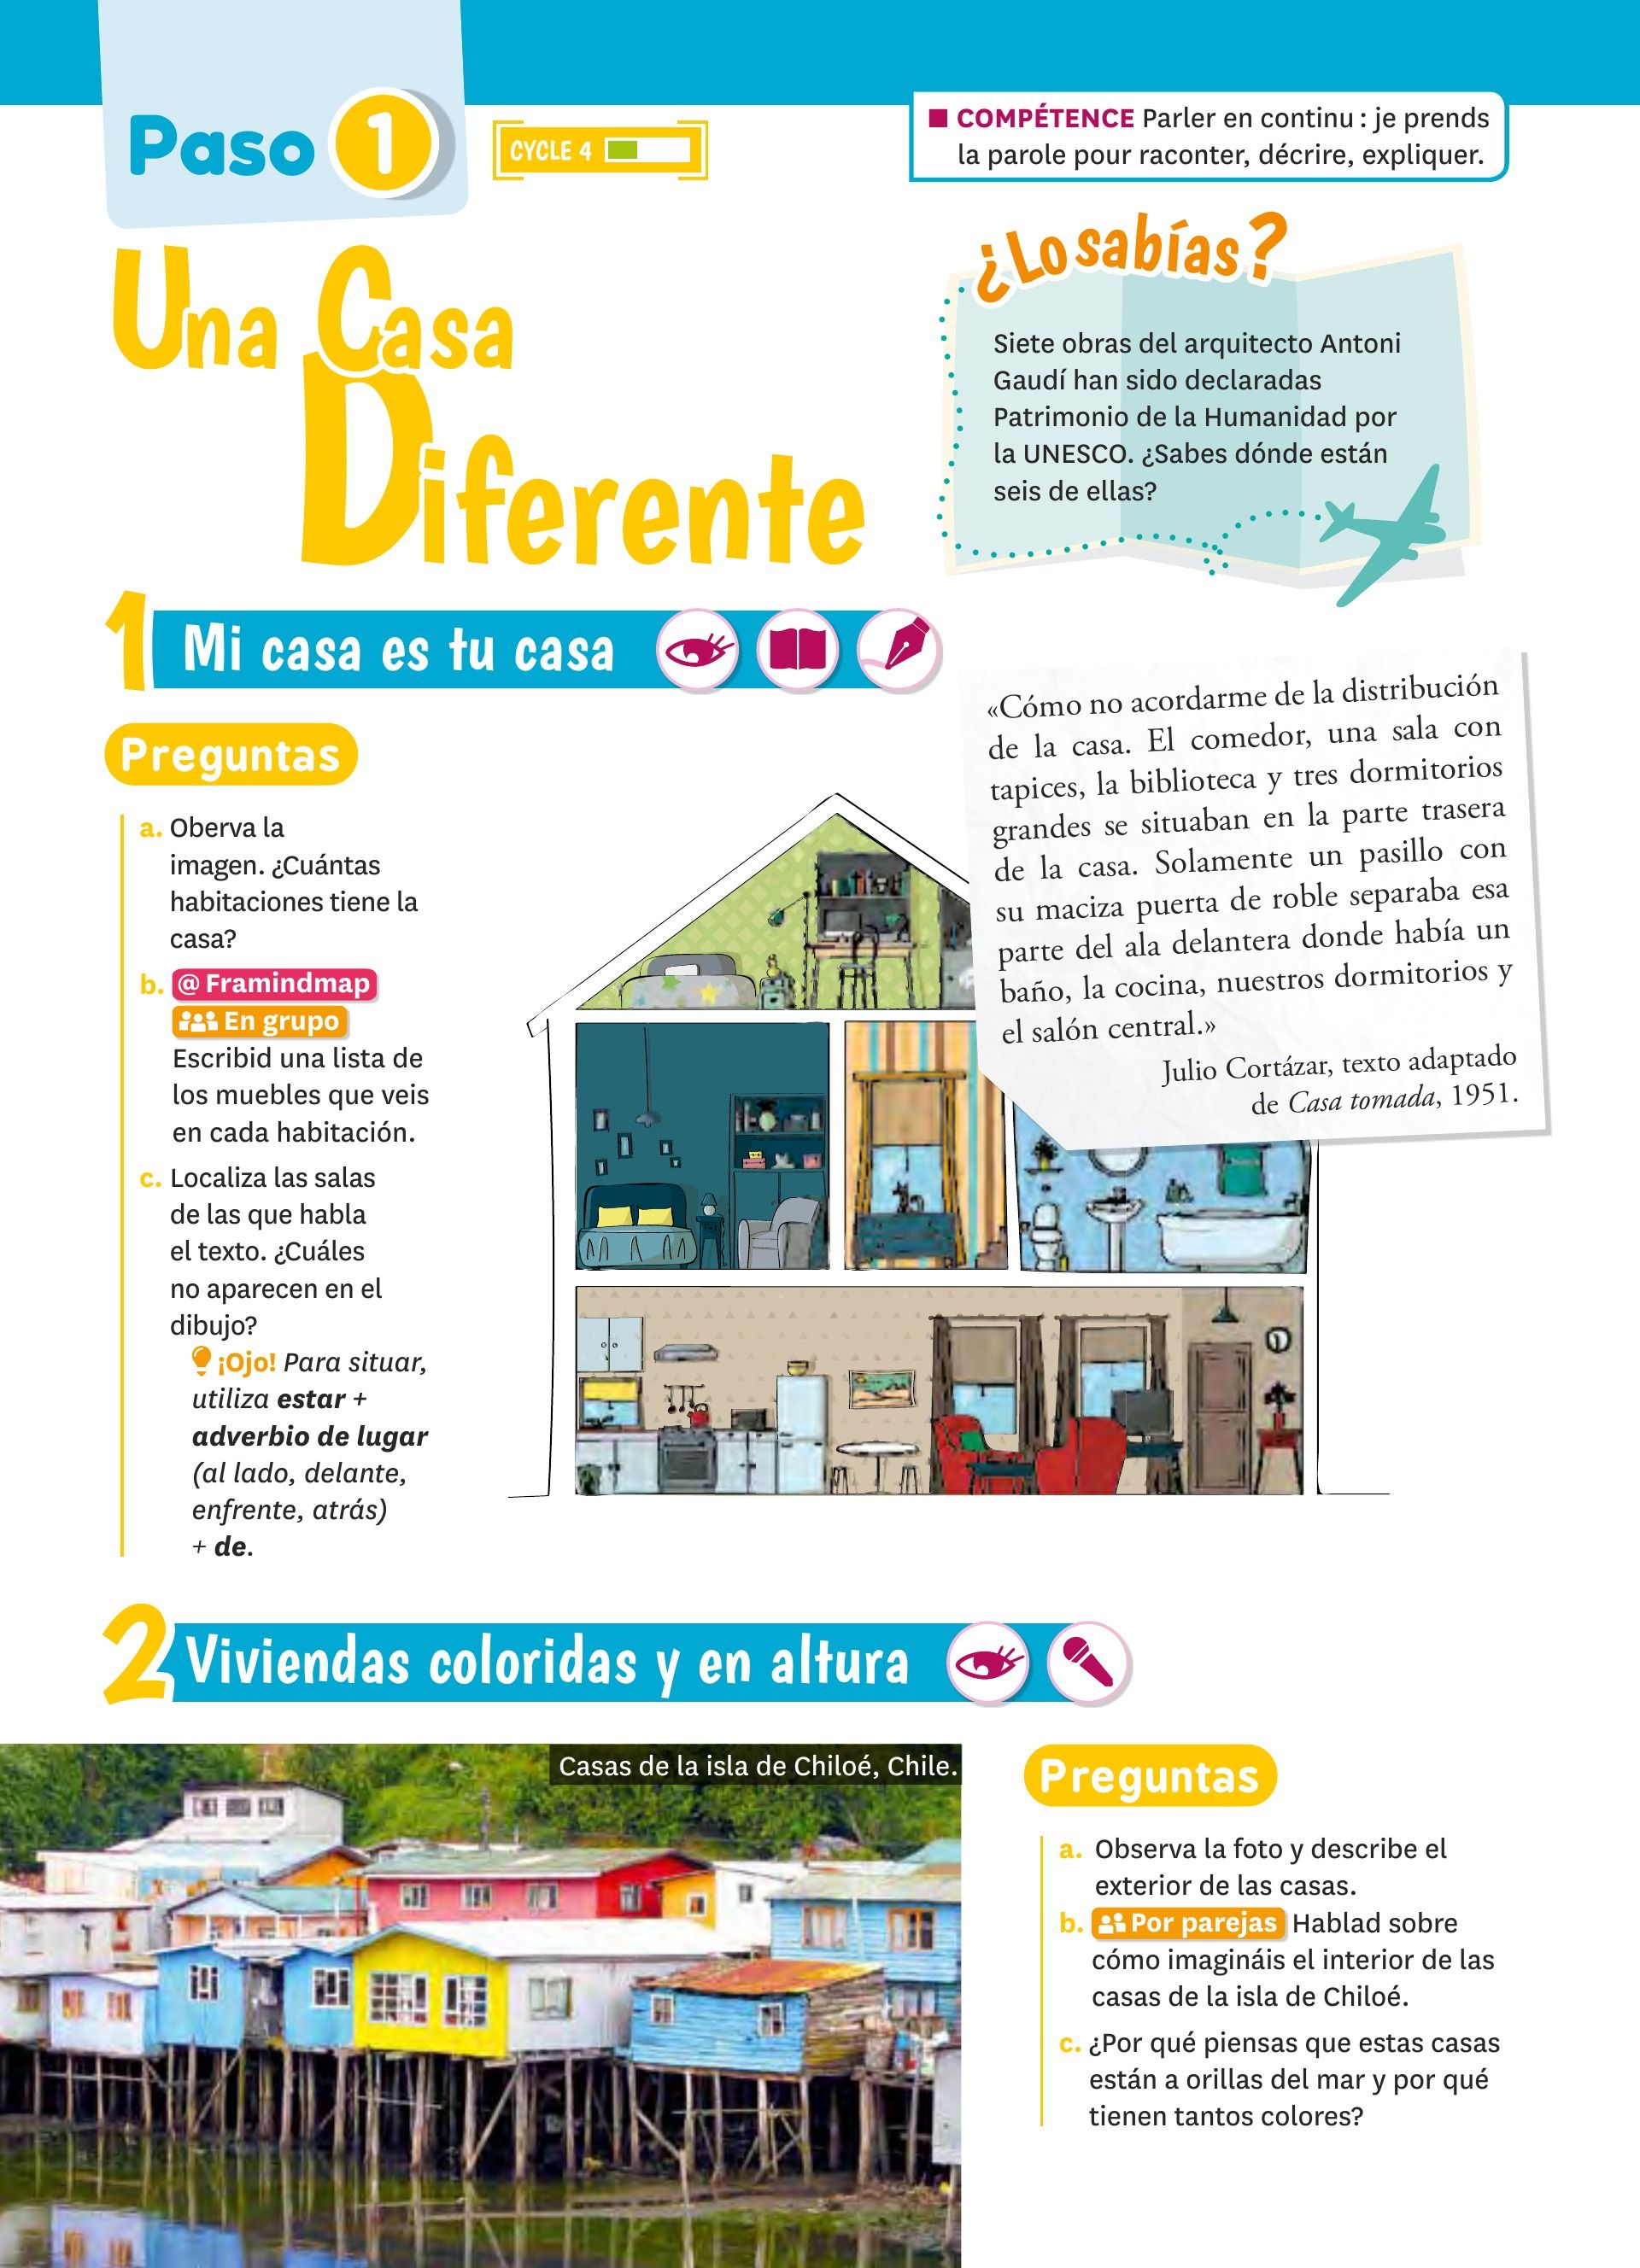 Paso 1
CYCLE 4
■ COMPÉTENCE Parler en continu : je prends
la parole pour raconter, décrire, expliquer.
Una Casa
Diferente
¿Lo sabías?
Siete obras del arquitecto Antoni
Gaudí han sido declaradas
Patrimonio de la Humanidad por
la UNESCO. ¿Sabes dónde están
seis de ellas?
1 Mi casa es tu casa
Preguntas
a. Oberva la
imagen. ¿Cuántas
habitaciones tiene la
casa?
b. @ Framindmap
En grupo
Escribid una lista de
los muebles que veis
en cada habitación.
c. Localiza las salas
de las que habla
el texto. ¿Cuáles
no aparecen en el
dibujo?
¡Ojo! Para situar,
utiliza estar +
adverbio de lugar
(al lado, delante,
enfrente, atrás)
+ de.
«Cómo no acordarme de la distribución
de la casa. El comedor, una sala con
tapices, la biblioteca y tres dormitorios
grandes se situaban en la parte trasera
de la casa. Solamente un pasillo con
su maciza puerta de roble separaba esa
parte del ala delantera donde había un
baño, la cocina, nuestros dormitorios y
el salón central.»
Julio Cortázar, texto adaptado
de Casa tomada, 1951.
2 Viviendas coloridas y en altura
Casas de la isla de Chiloé, Chile.
Preguntas
a. Observa la foto y describe el
exterior de las casas.
b. Por parejas Hablad sobre
cómo imagináis el interior de las
casas de la isla de Chiloé.
c. ¿Por qué piensas que estas casas
están a orillas del mar y por qué
tienen tantos colores?